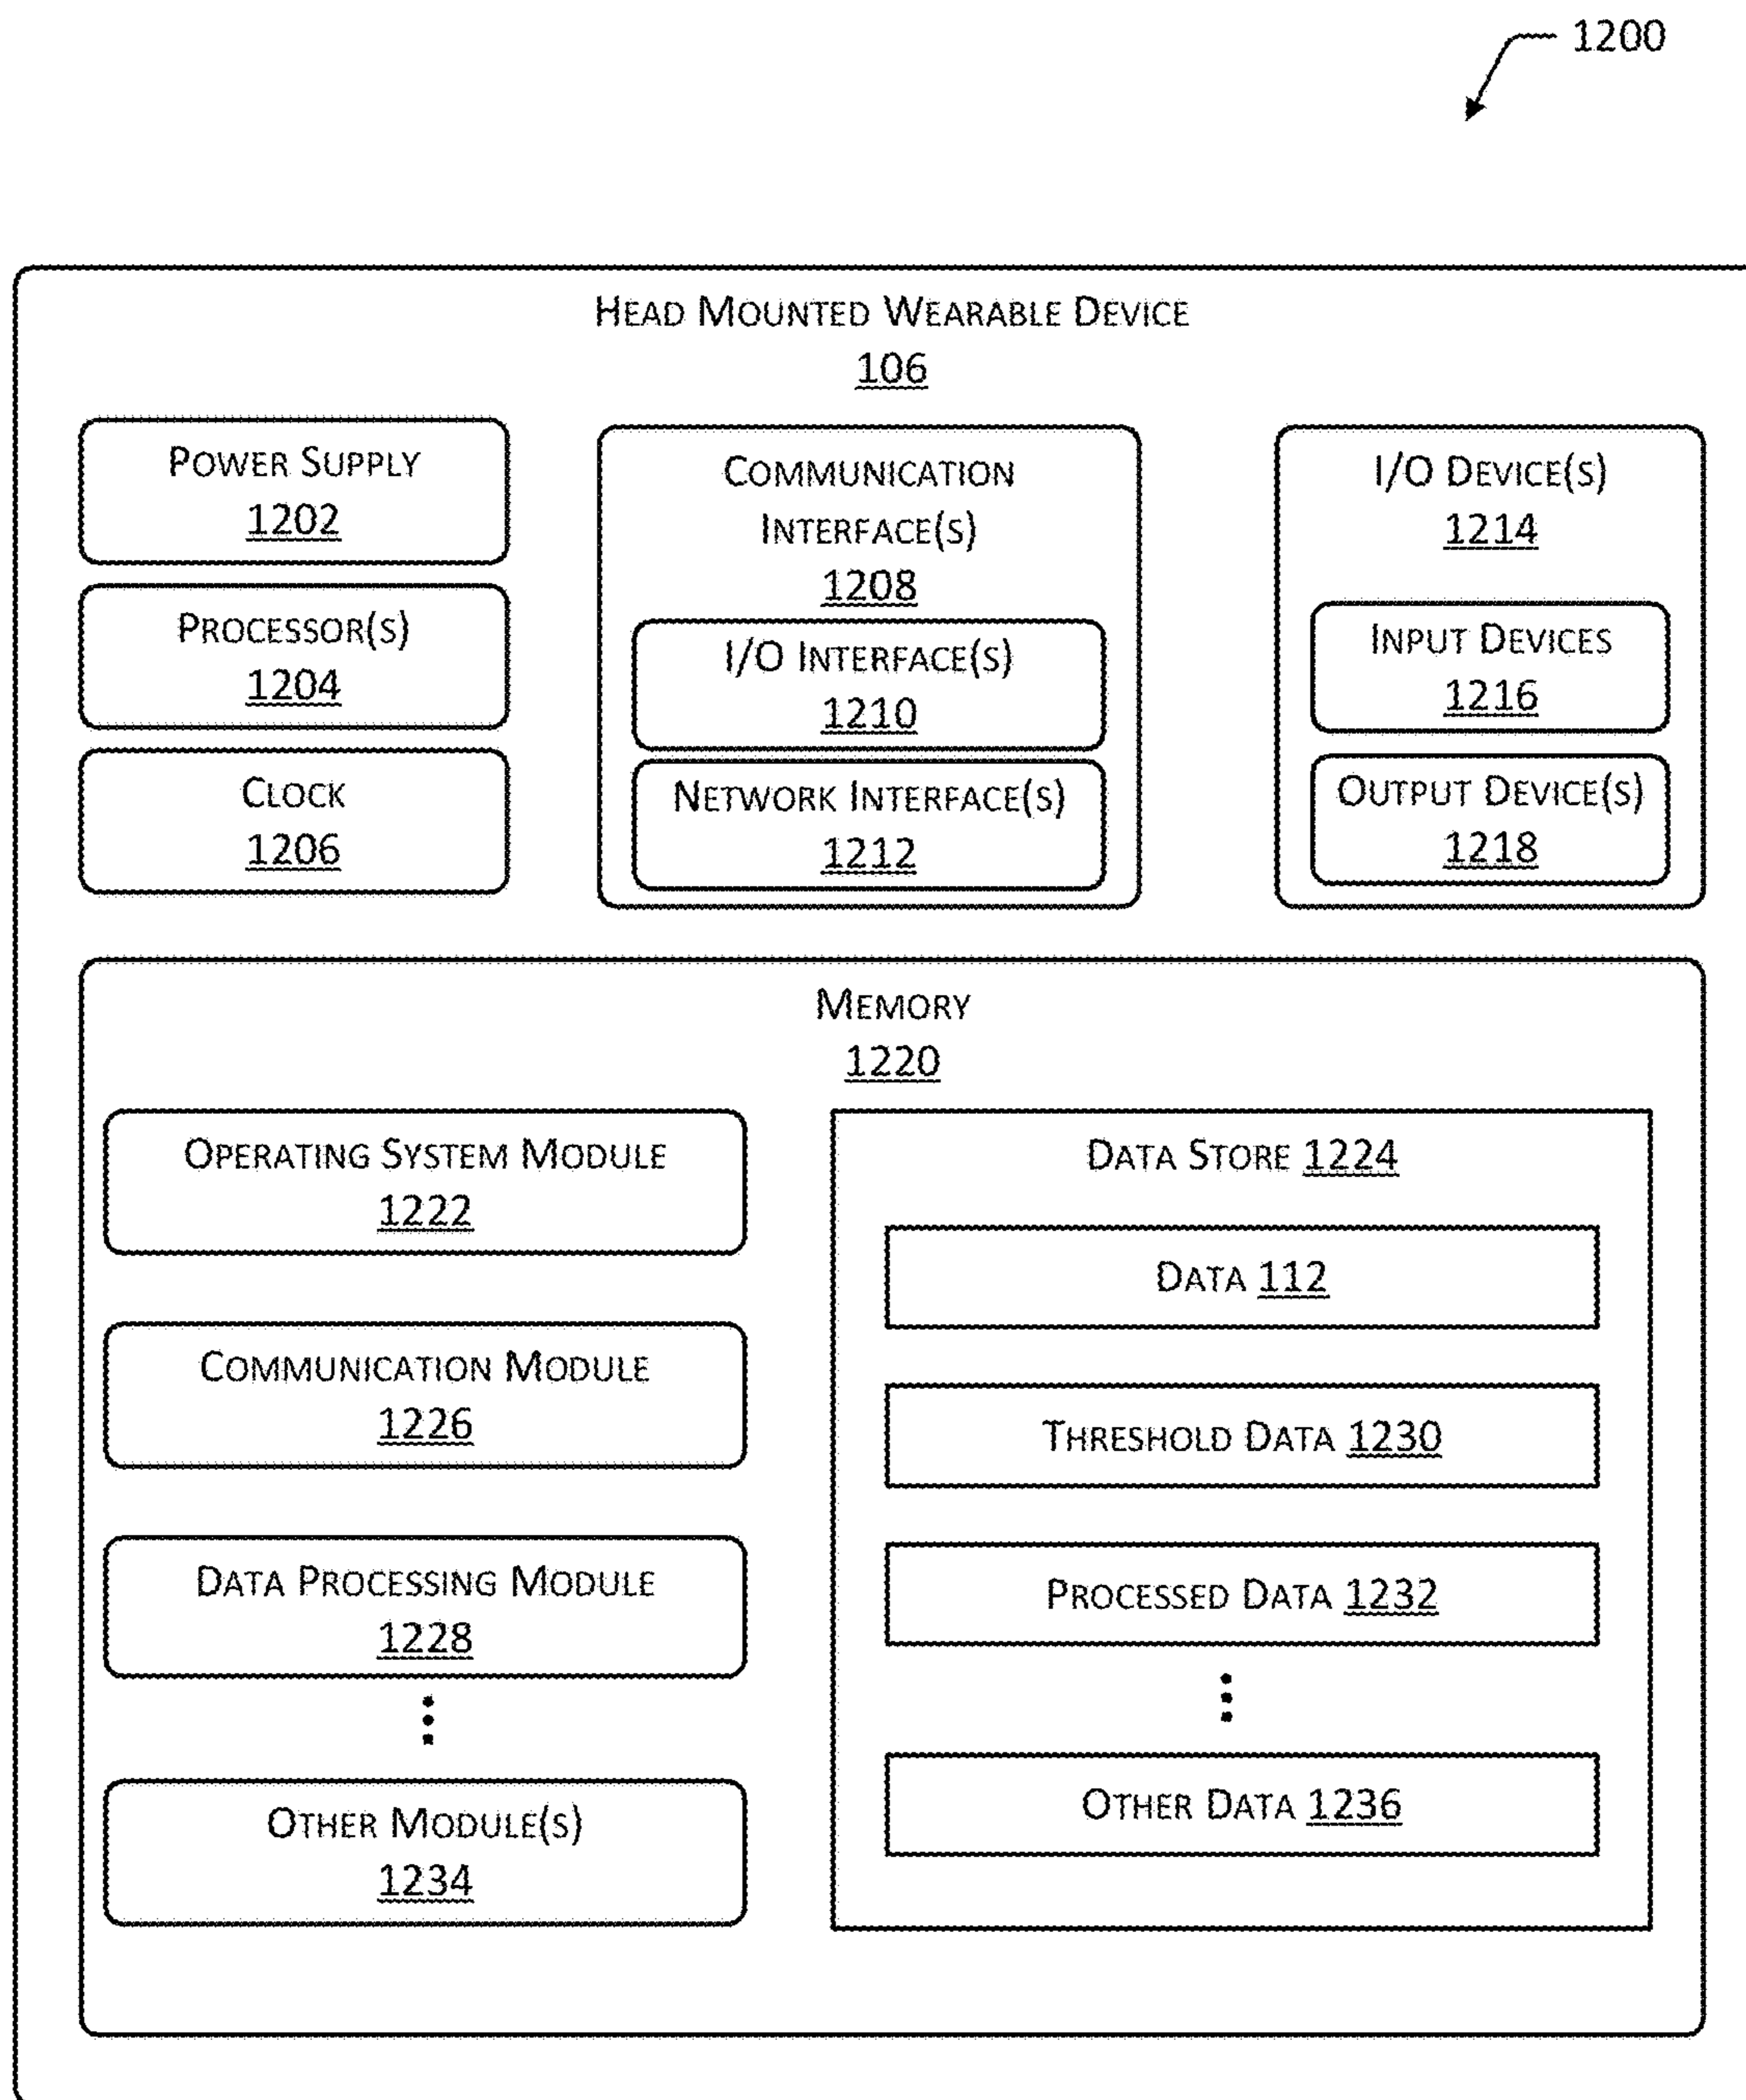 1200
Head Mounted Wearable Device
106
Power Supply
1202
Processor(s)
1204
Clock
1206
Communication
Interface(s)
1208
I/O Interface(s)
1210
Network Interface(s)
1212
I/O Device(s)
1214
Input Devices
1216
Output Device(s)
1218
Memory
1220
Operating System Module
1222
Communication Module
1226
Data Processing Module
1228
Other Module(s)
1234
Data Store 1224
Data 112
Threshold Data 1230
Processed Data 1232
Other Data 1236